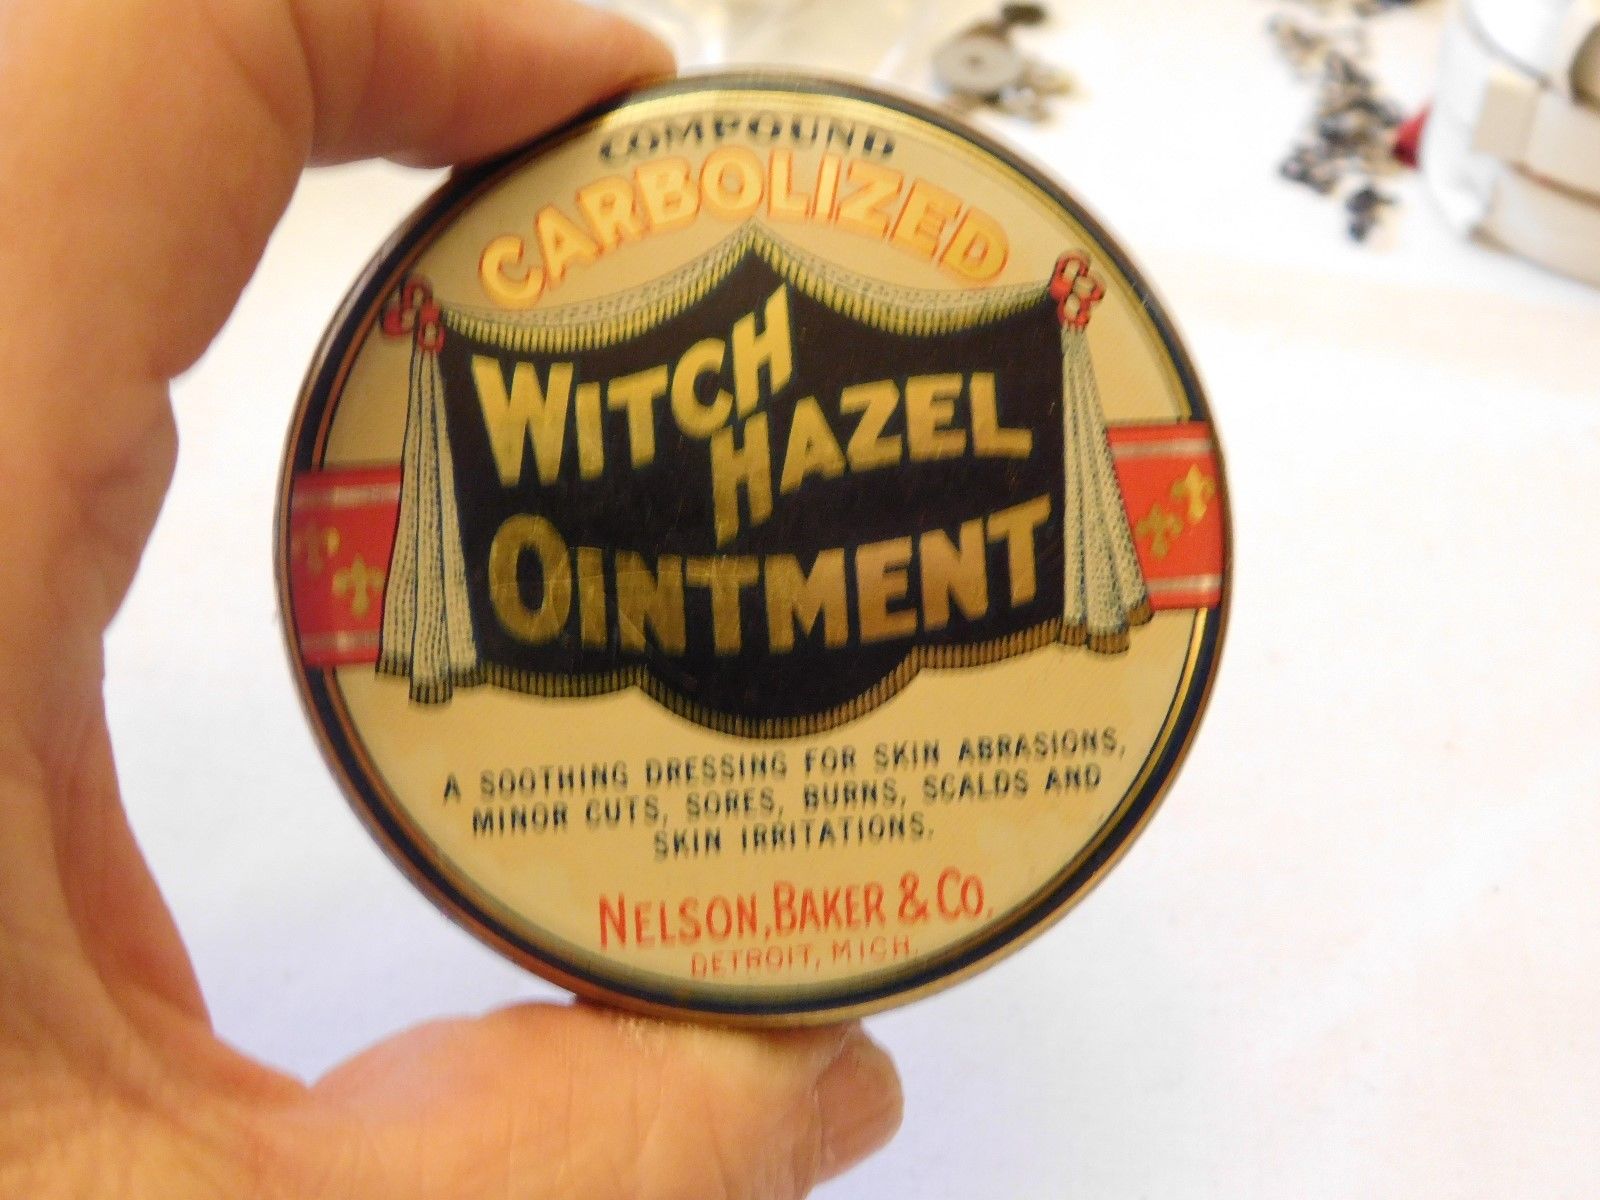 COMPOUND
CARBOLIZED
WITCH
HAZEL
OINTMENT
A SOOTHING DRESSING FOR SKIN ABRASIONS,
MINOR CUTS, SORES, BURNS, SCALDS AND
SKIN IRRITATIONS.
NELSON, BAKER & CO.
DETROIT, MICH.